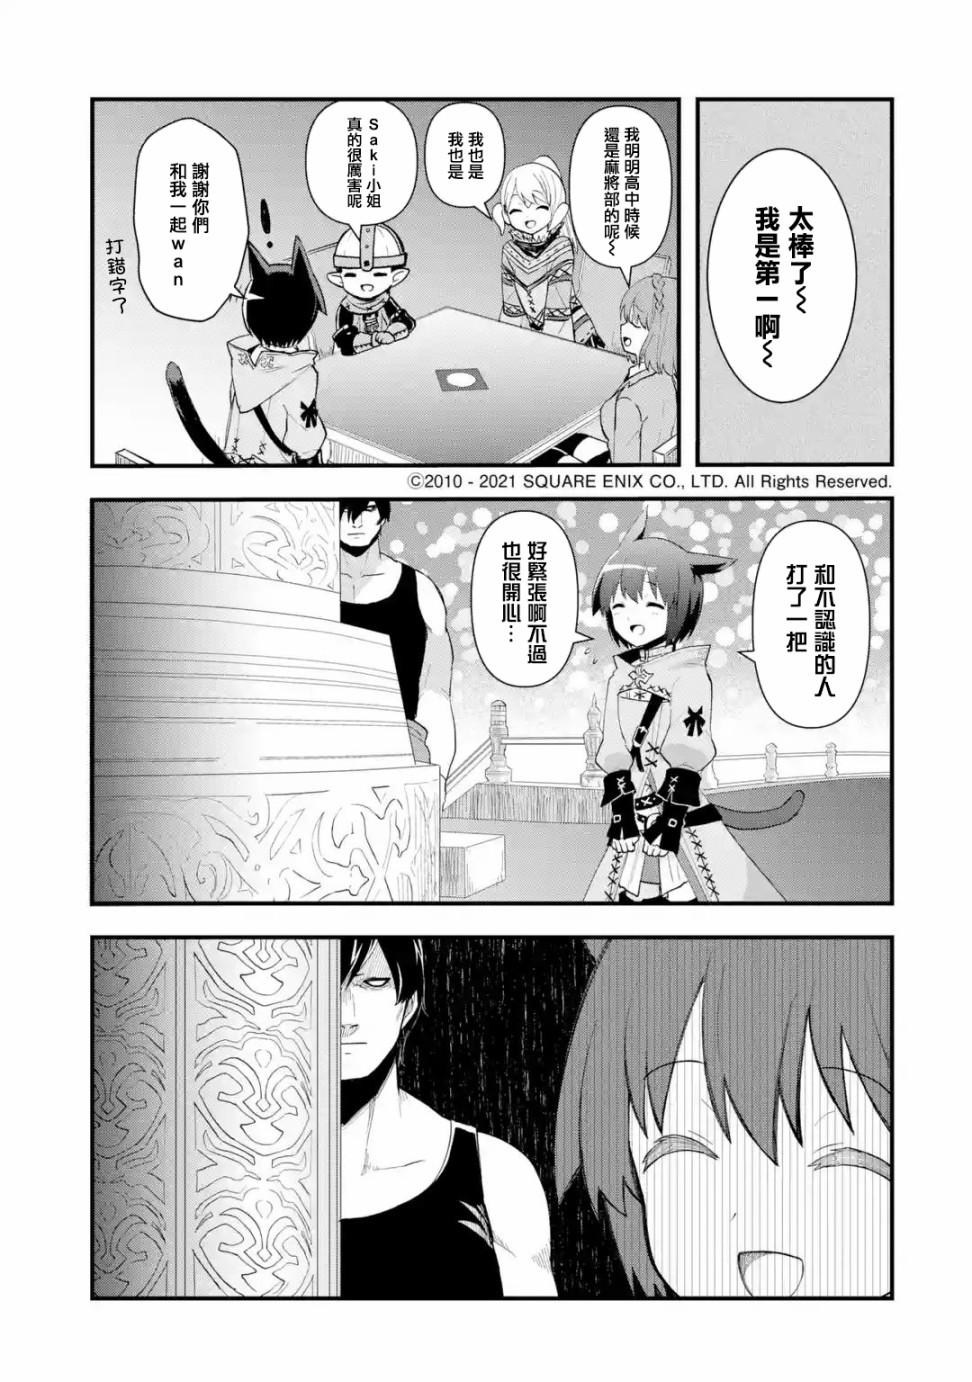 太棒了~
我是第一啊~
我明明高中時候
還是麻將部的呢~
我也是
我也是
Saki小姐
真的很厲害呢
謝謝你們
和我一起wan
打錯字了
©2010 - 2021 SQUARE ENIX CO., LTD. All Rights Reserved.
和不認識的人
打了一把
好緊張啊不過
也很開心…